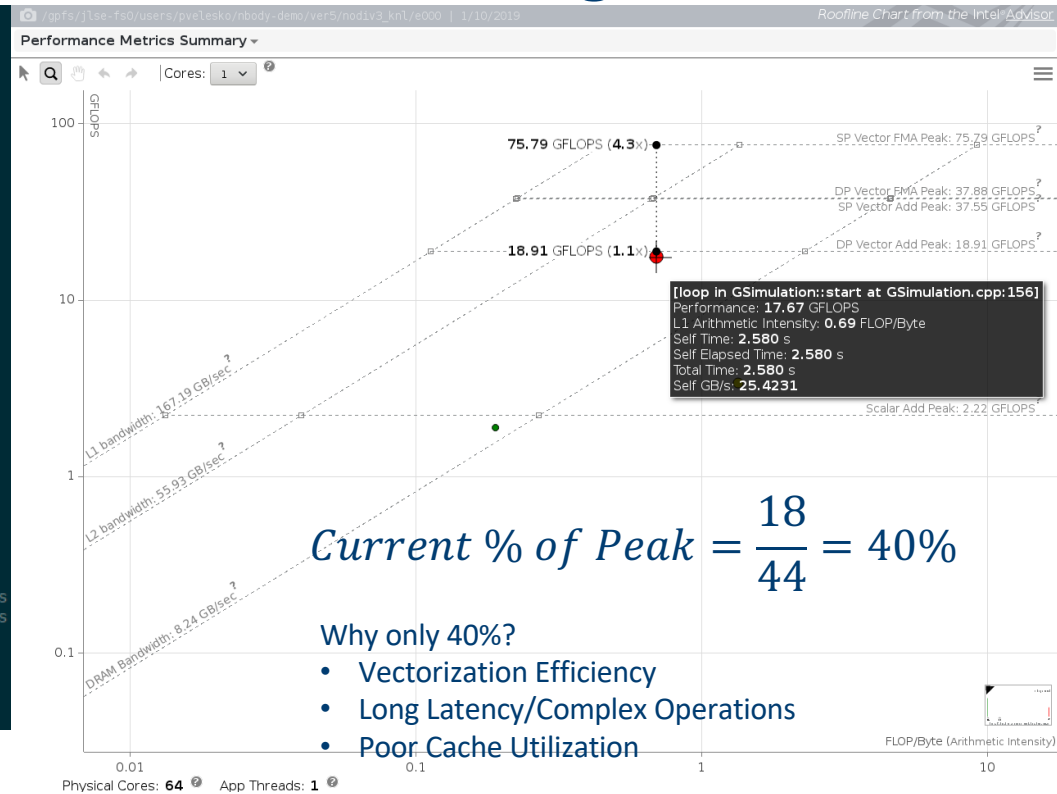 /gpfs/jlse-fs0/users/pvelesko/nbody-demo/ver5/nodiv3_knl/e000 | 1/10/2019
Roofline Chart from the Intel Advisor
Performance Metrics Summary
Cores: 1
GFLOPS
100
75.79 GFLOPS (4.3x)
SP Vector FMA Peak: 75.79 GFLOPS
?
DP Vector FMA Peak: 37.88 GFLOPS
?
SP Vector Add Peak: 37.55 GFLOPS
?
18.91 GFLOPS (1.1x)
DP Vector Add Peak: 18.91 GFLOPS
?
10
[loop in GSimulation::start at GSimulation.cpp:156]
Performance: 17.67 GFLOPS
L1 Arithmetic Intensity: 0.69 FLOP/Byte
Self Time: 2.580 s
Self Elapsed Time: 2.580 s
Total Time: 2.580 s
Self GB/s: 25.4231
L1 bandwidth: 167.19 GB/sec
?
Scalar Add Peak: 2.22 GFLOPS
1
L2 bandwidth: 55.93 GB/sec
?
Current % of Peak = 18/44 = 40%
DRAM Bandwidth: 8.24 GB/sec
?
s
s
Why only 40%?
0.1
• Vectorization Efficiency
• Long Latency/Complex Operations
• Poor Cache Utilization
FLOP/Byte (Arithmetic Intensity)
0.01
0.1
1
10
Physical Cores: 64 ? App Threads: 1 ?